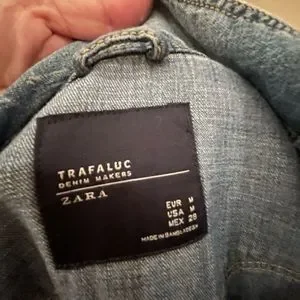 TRAFALUC
DENIM MAKERS
ZARA
EUR M
USA M
MEX 28
MADE IN BANGLADESH